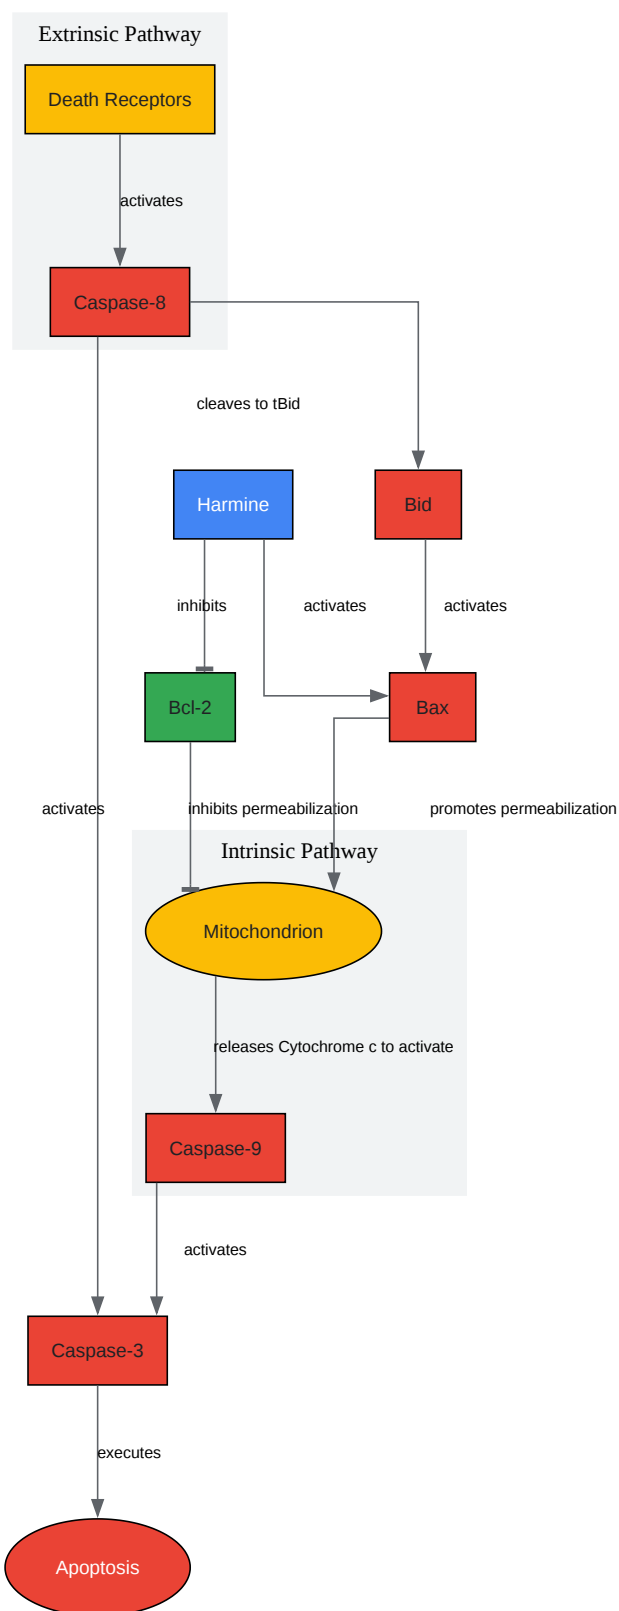 Extrinsic Pathway
Death Receptors
activates
Caspase-8
cleaves to tBid
Harmine
Bid
inhibits
activates
activates
Bcl-2
Bax
activates
inhibits permeabilization
promotes permeabilization
Intrinsic Pathway
Mitochondrion
releases Cytochrome c to activate
Caspase-9
activates
Caspase-3
executes
Apoptosis